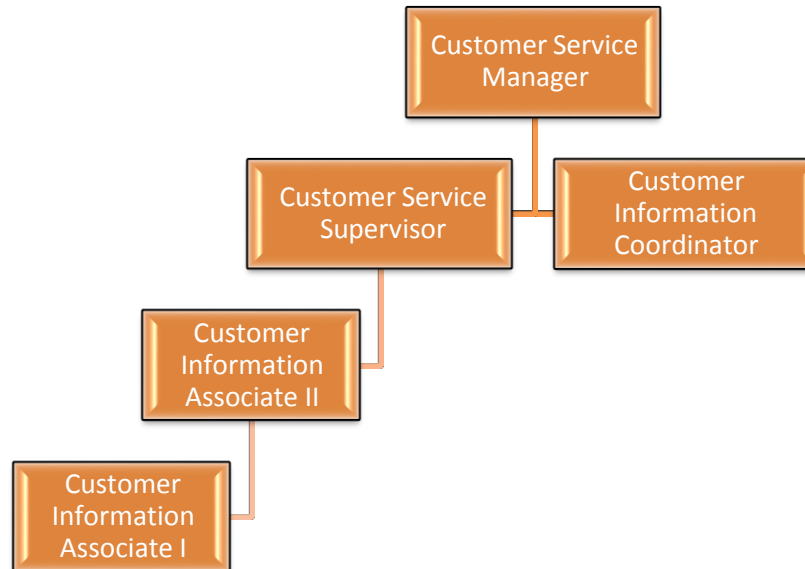 Customer Service
Manager
Customer Service
Supervisor
Customer
Information
Coordinator
Customer
Information
Associate II
Customer
Information
Associate I